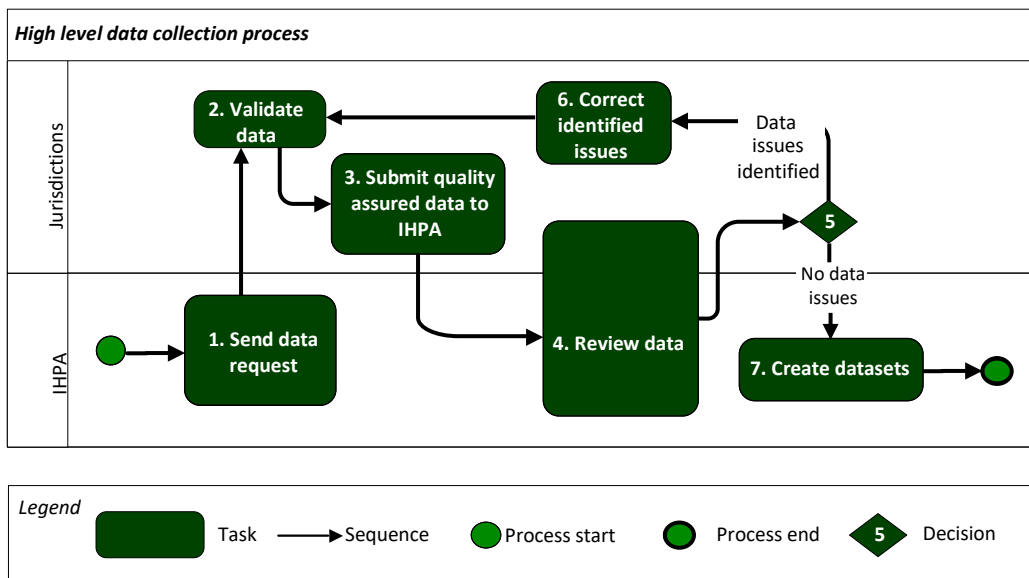 High level data collection process
Jurisdictions
2. Validate
data
6. Correct
identified
issues
Data
issues
identified
3. Submit quality
assured data to
IHPA
5
No data
issues
IHPA
1. Send data
request
4. Review data
7. Create datasets
Legend
Task
Sequence
Process start
Process end
5
Decision